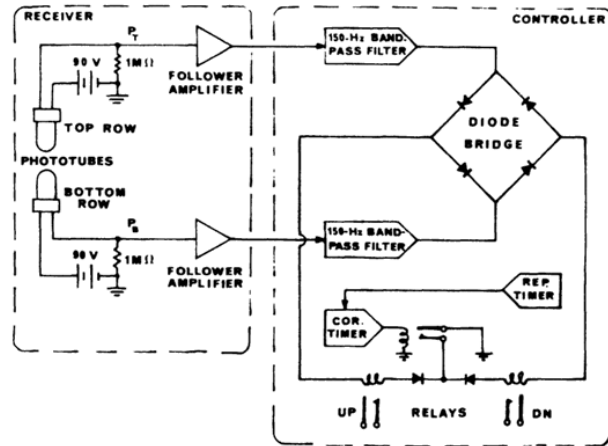 RECEIVER
CONTROLLER
P_T
150-HZ BAND-
PASS FILTER
90 V
1MΩ
FOLLOWER
AMPLIFIER
TOP ROW
DIODE
BRIDGE
PHOTOTUBES
BOTTOM
ROW
P_B
150-HZ BAND-
PASS FILTER
90 V
1MΩ
FOLLOWER
AMPLIFIER
REP.
TIMER
COR.
TIMER
UP
RELAYS
DN